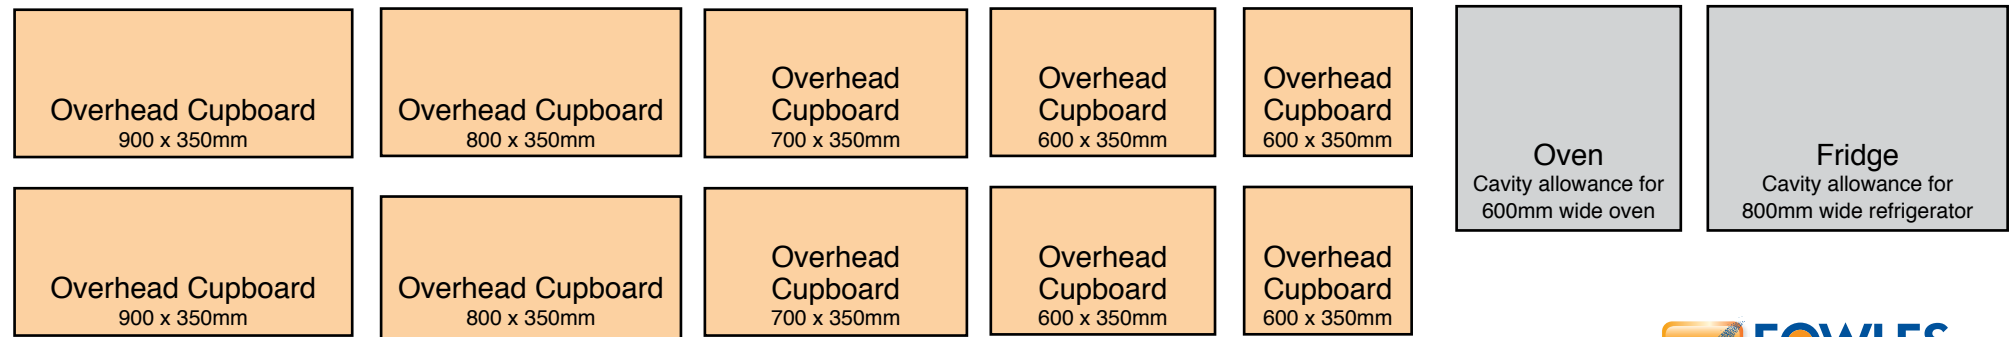 Overhead Cupboard
900 x 350mm
Overhead Cupboard
800 x 350mm
Overhead
Cupboard
700 x 350mm
Overhead
Cupboard
600 x 350mm
Overhead
Cupboard
600 x 350mm
Oven
Cavity allowance for
600mm wide oven
Fridge
Cavity allowance for
800mm wide refrigerator
Overhead Cupboard
900 x 350mm
Overhead Cupboard
800 x 350mm
Overhead
Cupboard
700 x 350mm
Overhead
Cupboard
600 x 350mm
Overhead
Cupboard
600 x 350mm
FOWLES